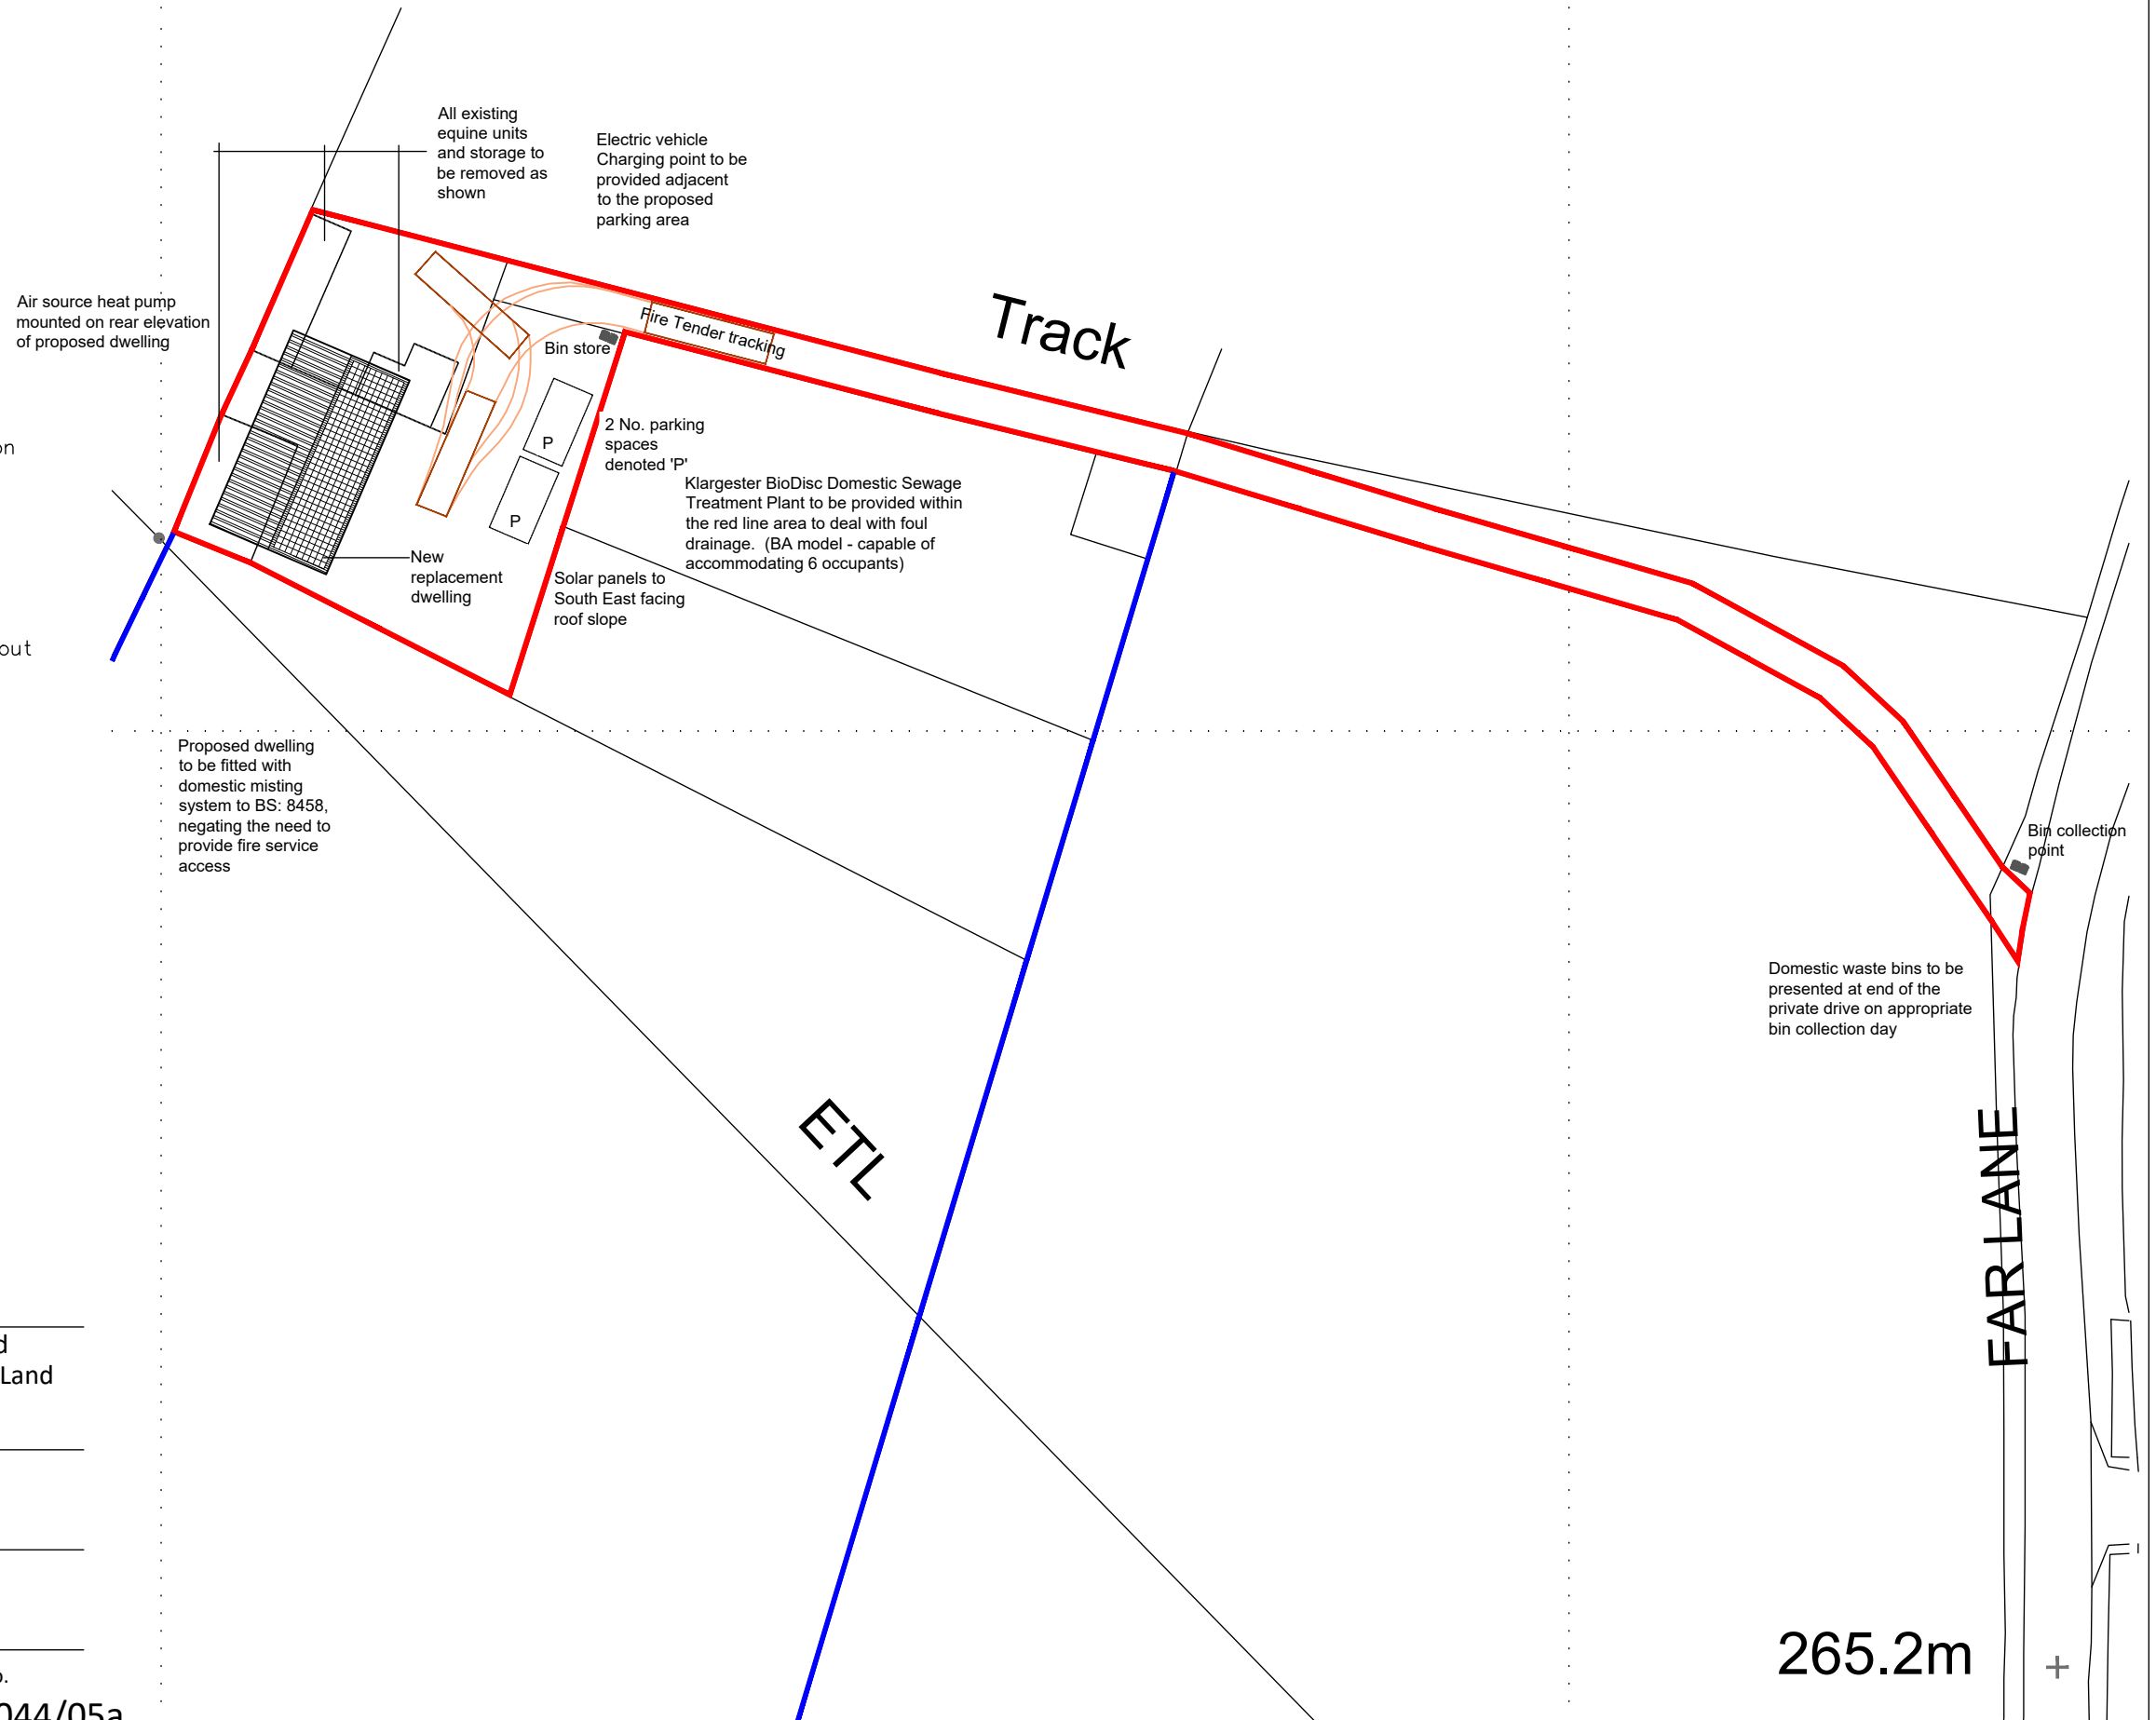 All existing
equine units
and storage to
be removed as
shown
Electric vehicle
Charging point to be
provided adjacent
to the proposed
parking area
Air source heat pump
mounted on rear elevation
of proposed dwelling
Track
Fire Tender tracking
Bin store
2 No. parking
spaces
denoted 'P'
P
P
Klargester BioDisc Domestic Sewage
Treatment Plant to be provided within
the red line area to deal with foul
drainage. (BA model - capable of
accommodating 6 occupants)
New
replacement
dwelling
Solar panels to
South East facing
roof slope
Proposed dwelling
to be fitted with
domestic misting
system to BS: 8458,
negating the need to
provide fire service
access
Bin collection
point
Domestic waste bins to be
presented at end of the
private drive on appropriate
bin collection day
ETL
FAR LANE
265.2m
on
out
d
Land
o.
044/05a